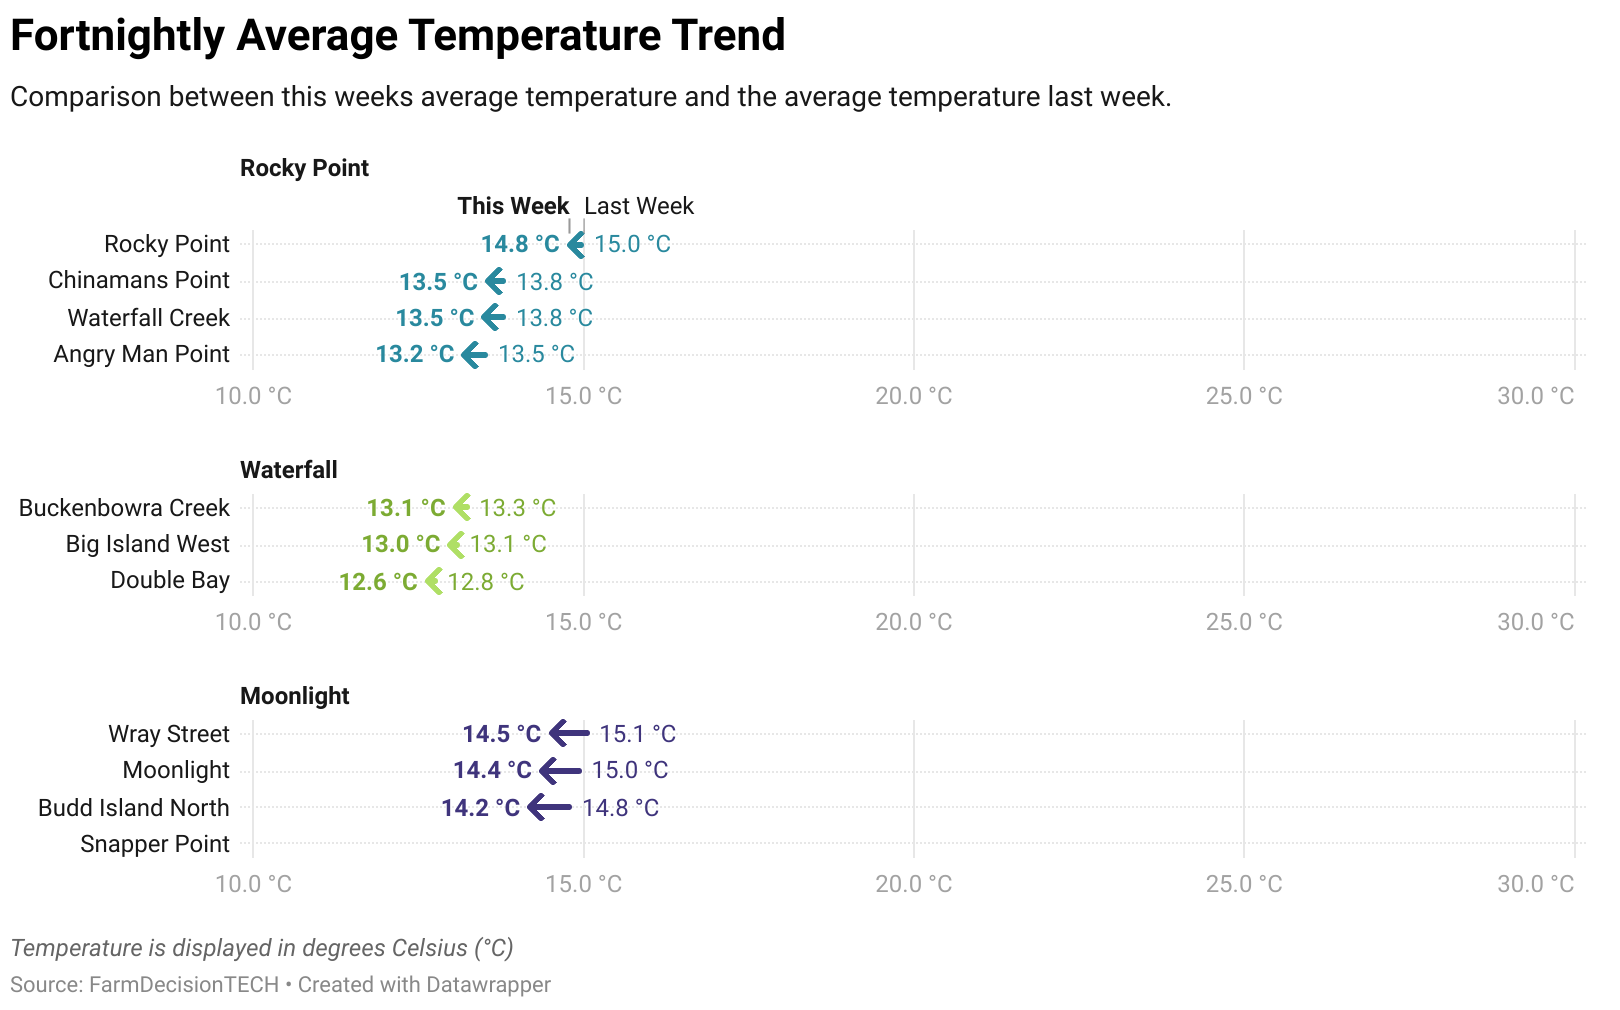 Fortnightly Average Temperature Trend
Comparison between this weeks average temperature and the average temperature last week.
Rocky Point
This Week Last Week
Rocky Point 14.8 °C 15.0 °C
Chinamans Point 13.5 °C 13.8 °C
Waterfall Creek 13.5 °C 13.8 °C
Angry Man Point 13.2 °C 13.5 °C
10.0 °C 15.0 °C 20.0 °C 25.0 °C 30.0 °C
Waterfall
Buckenbowra Creek 13.1 °C 13.3 °C
Big Island West 13.0 °C 13.1 °C
Double Bay 12.6 °C 12.8 °C
10.0 °C 15.0 °C 20.0 °C 25.0 °C 30.0 °C
Moonlight
Wray Street 14.5 °C 15.1 °C
Moonlight 14.4 °C 15.0 °C
Budd Island North 14.2 °C 14.8 °C
Snapper Point
10.0 °C 15.0 °C 20.0 °C 25.0 °C 30.0 °C
Temperature is displayed in degrees Celsius (°C)
Source: FarmDecisionTECH • Created with Datawrapper